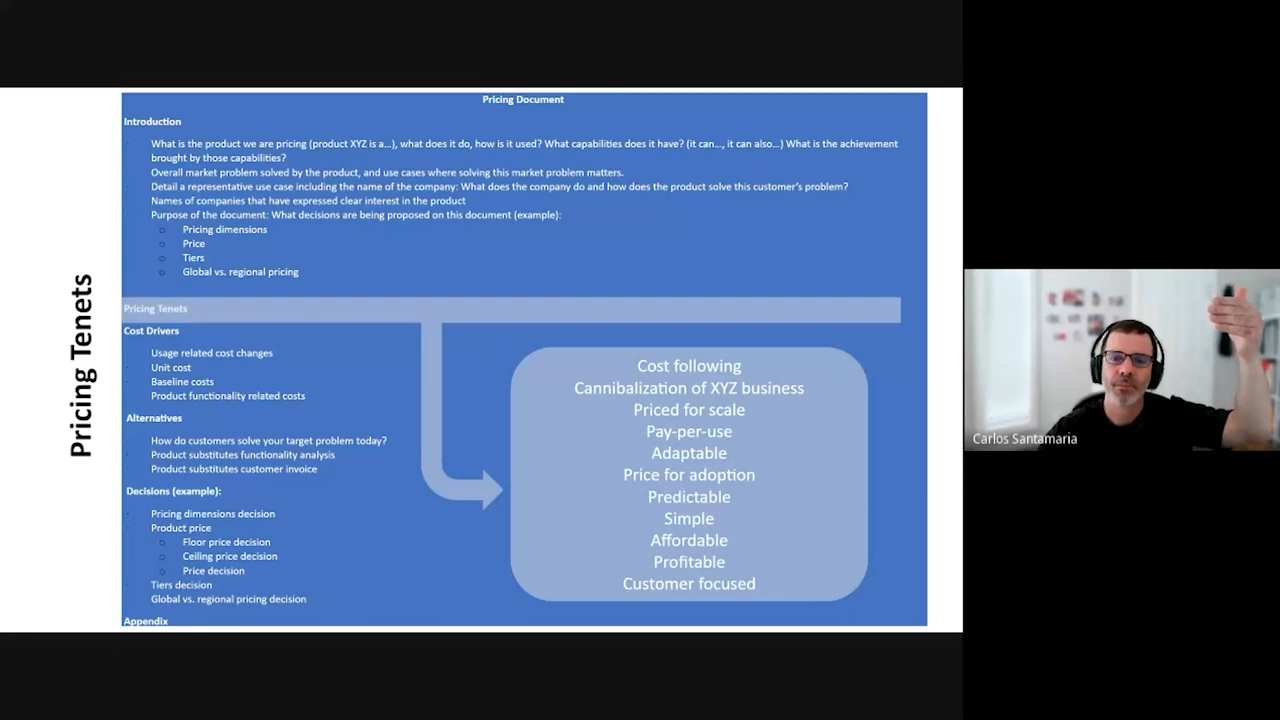 Pricing Tenets
Pricing Document
Introduction
What is the product we are pricing (product XYZ is a…), what does it do, how is it used? What capabilities does it have? (it can…, it can also…) What is the achievement
brought by those capabilities?
Overall market problem solved by the product, and use cases where solving this market problem matters.
Detail a representative use case including the name of the company: What does the company do and how does the product solve this customer's problem?
Names of companies that have expressed clear interest in the product
Purpose of the document: What decisions are being proposed on this document (example):
Pricing dimensions
Price
Tiers
Global vs. regional pricing
Pricing Tenets
Cost Drivers
Usage related cost changes
Unit cost
Baseline costs
Product functionality related costs
Alternatives
How do customers solve your target problem today?
Product substitutes functionality analysis
Product substitutes customer invoice
Decisions (example):
Pricing dimensions decision
Product price
Floor price decision
Ceiling price decision
Price decision
Tiers decision
Global vs. regional pricing decision
Appendix
Cost following
Cannibalization of XYZ business
Priced for scale
Pay-per-use
Adaptable
Price for adoption
Predictable
Simple
Affordable
Profitable
Customer focused
Carlos Santamaria